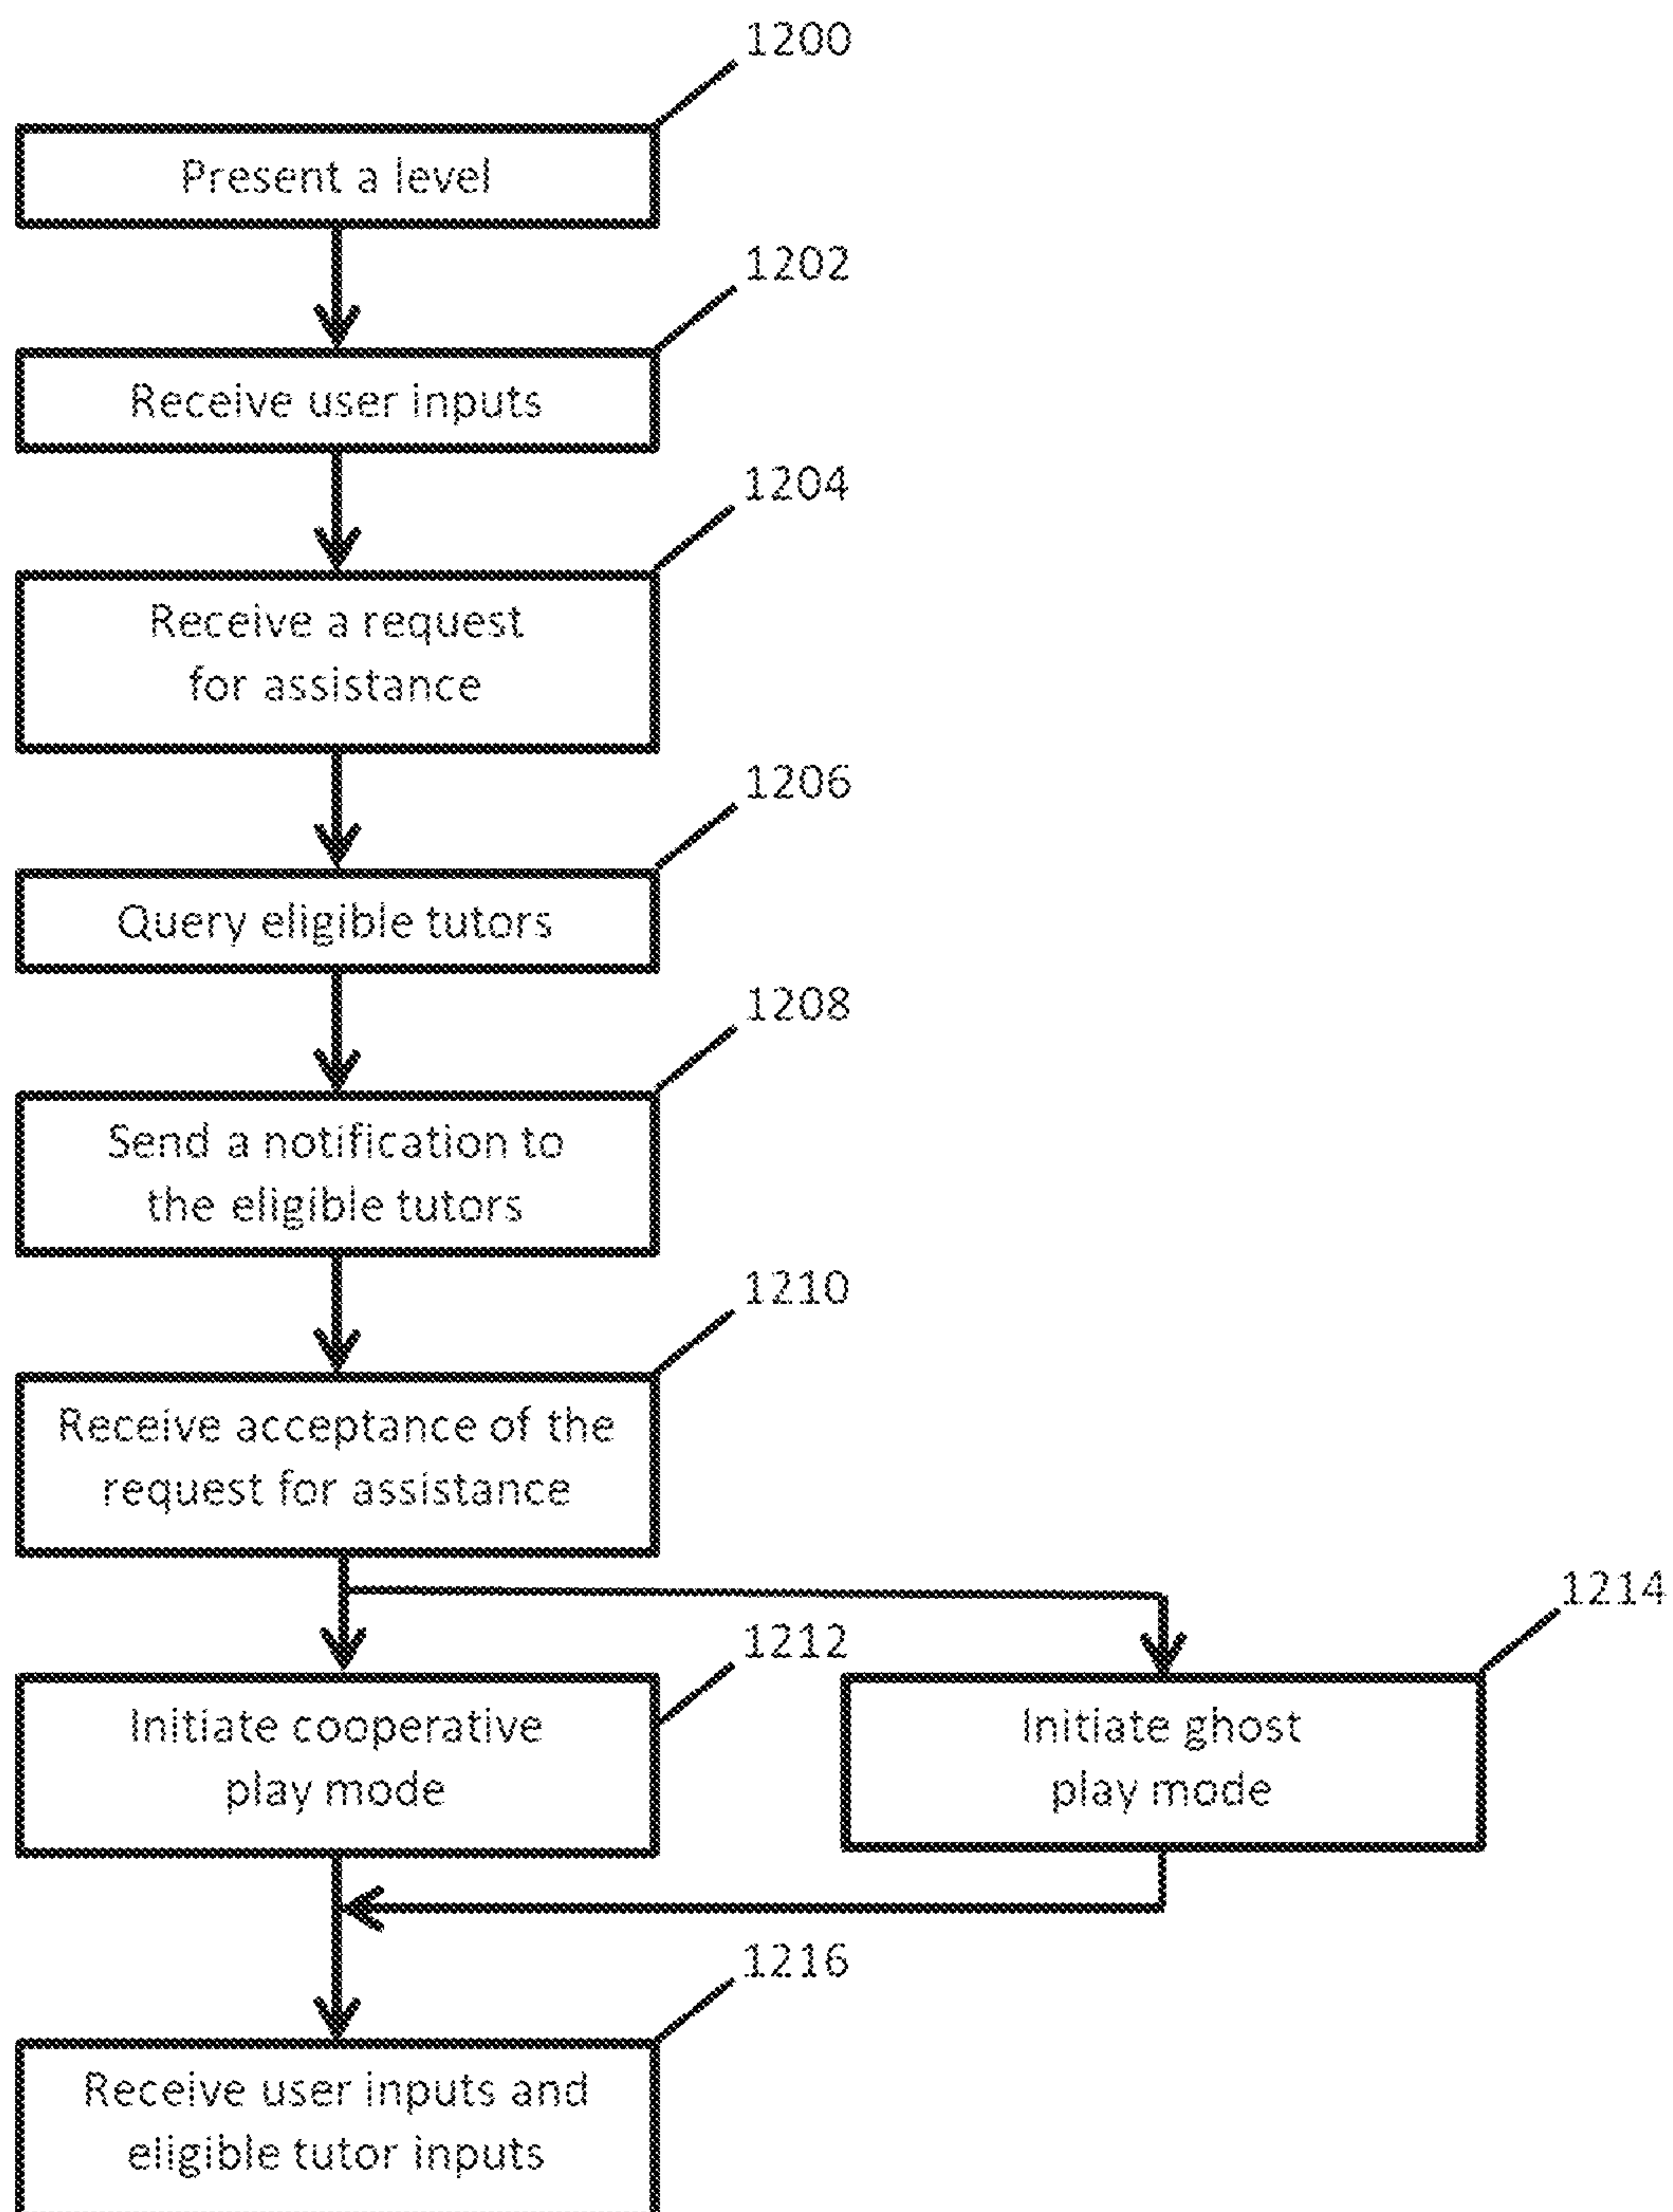 1200
Present a level
1202
Receive user inputs
1204
Receive a request
for assistance
1206
Query eligible tutors
1208
Send a notification to
the eligible tutors
1210
Receive acceptance of the
request for assistance
1214
1212
Initiate cooperative
play mode
Initiate ghost
play mode
1216
Receive user inputs and
eligible tutor inputs